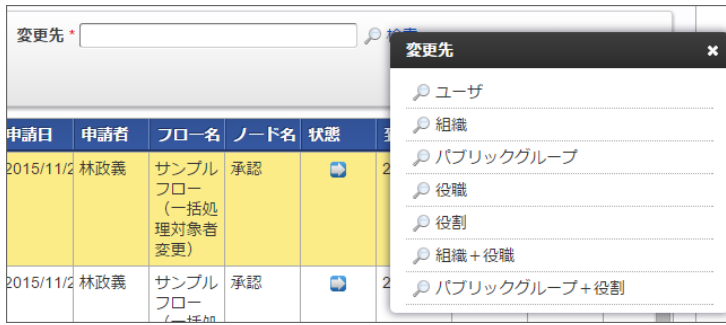 変更先 *
検索
変更先 ×
ユーザ
組織
パブリックグループ
役職
役割
組織＋役職
パブリックグループ＋役割
申請日 申請者 フロー名 ノード名 状態
2015/11/2 林政義 サンプル 承認 2
フロー
（一括処
理対象者
変更）
2015/11/2 林政義 サンプル 承認 2
フロー